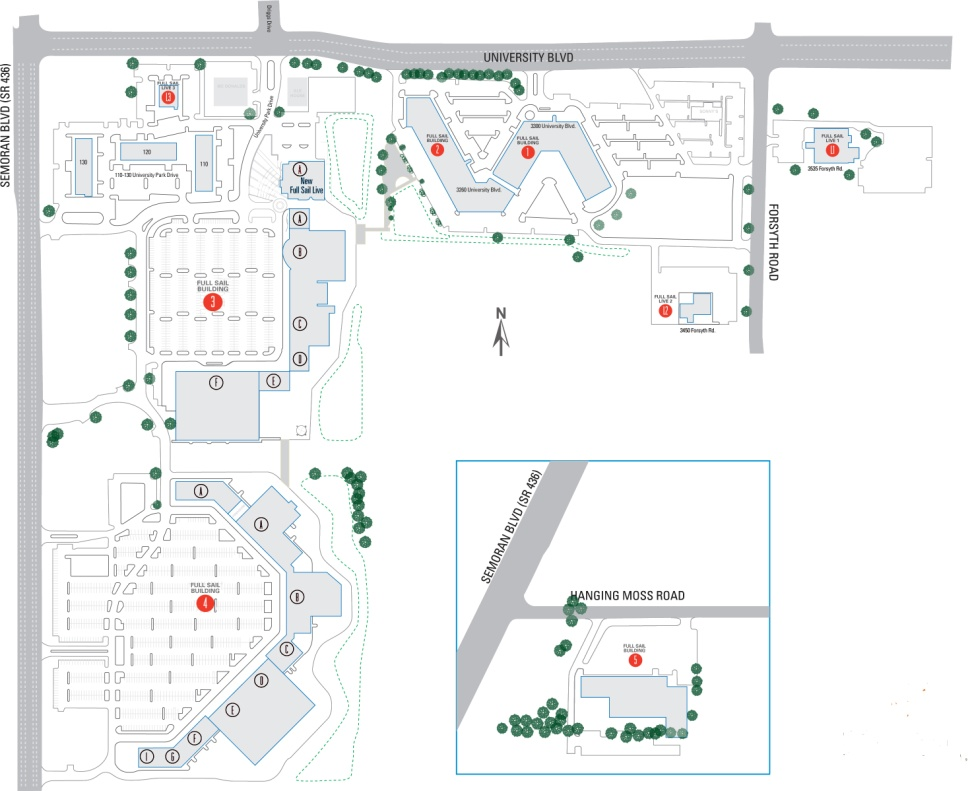 Driggs Drive
UNIVERSITY BLVD
SEMORAN BLVD (SR 436)
FULL SAIL
LIVE 3
13
University Park Drive
130
120
110
110-130 University Park Drive
A
New
Full Sail Live
FULL SAIL
BUILDING
2
3300 University Blvd.
FULL SAIL
BUILDING
1
3260 University Blvd.
FULL SAIL
LIVE 1
11
3525 Forsyth Rd.
FORSYTH ROAD
A
B
FULL SAIL
BUILDING
3
C
D
E
F
FULL SAIL
LIVE 2
12
3450 Forsyth Rd.
N
A
A
FULL SAIL
BUILDING
4
B
C
D
E
F
G
I
SEMORAN BLVD (SR 436)
HANGING MOSS ROAD
FULL SAIL
BUILDING
5